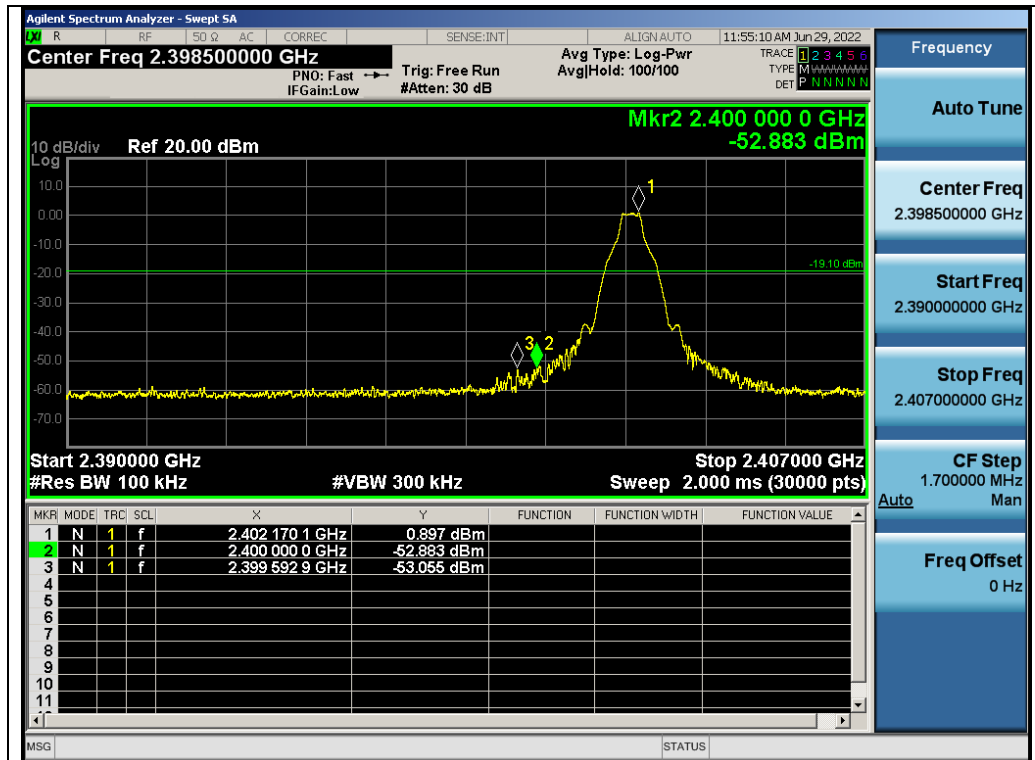 Agilent Spectrum Analyzer - Swept SA
LXI R RF 50 Ω AC CORREC SENSE:INT ALIGN AUTO 11:55:10 AM Jun 29, 2022
Center Freq 2.398500000 GHz
PNO: Fast
IFGain:Low
Trig: Free Run
#Atten: 30 dB
Avg Type: Log-Pwr
Avg|Hold: 100/100
TRACE 1 2 3 4 5 6
TYPE M WWWWW
DET P N N N N N
Mkr2 2.400 000 0 GHz
-52.883 dBm
10 dB/div Ref 20.00 dBm
Log
10.0
0.00
-10.0
-20.0
-30.0
-40.0
-50.0
-60.0
-70.0
1
-19.10 dBm
3 2
Start 2.390000 GHz Stop 2.407000 GHz
#Res BW 100 kHz #VBW 300 kHz Sweep 2.000 ms (30000 pts)
MKR MODE TRC SCL X Y FUNCTION FUNCTION WIDTH FUNCTION VALUE
1 N 1 f 2.402 170 1 GHz 0.897 dBm
2 N 1 f 2.400 000 0 GHz -52.883 dBm
3 N 1 f 2.399 592 9 GHz -53.055 dBm
4
5
6
7
8
9
10
11
MSG STATUS
Frequency
Auto Tune
Center Freq
2.398500000 GHz
Start Freq
2.390000000 GHz
Stop Freq
2.407000000 GHz
CF Step
1.700000 MHz
Auto Man
Freq Offset
0 Hz